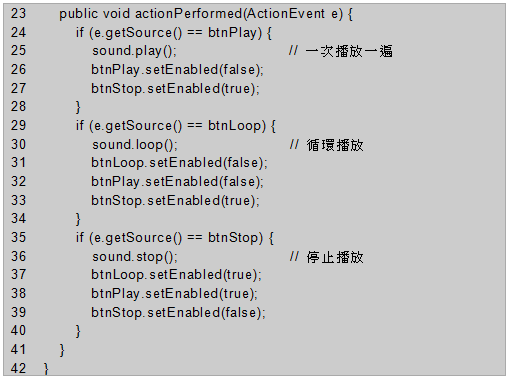 23 public void actionPerformed(ActionEvent e) {
24 if (e.getSource() == btnPlay) {
25 sound.play(); // 一次播放一遍
26 btnPlay.setEnabled(false);
27 btnStop.setEnabled(true);
28 }
29 if (e.getSource() == btnLoop) {
30 sound.loop(); // 循環播放
31 btnLoop.setEnabled(false);
32 btnPlay.setEnabled(false);
33 btnStop.setEnabled(true);
34 }
35 if (e.getSource() == btnStop) {
36 sound.stop(); // 停止播放
37 btnLoop.setEnabled(true);
38 btnPlay.setEnabled(true);
39 btnStop.setEnabled(false);
40 }
41 }
42 }